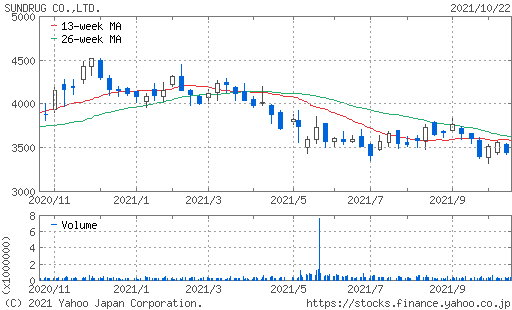 SUNDRUG CO.,LTD. 2021/10/22
5000
13-week MA
26-week MA
4500
4000
3500
3000
2020/11 2021/1 2021/3 2021/5 2021/7 2021/9
8
Volume
6
4
2
0
(x1000000)
2020/11 2021/1 2021/3 2021/5 2021/7 2021/9
(C) 2021 Yahoo Japan Corporation. https://stocks.finance.yahoo.co.jp/